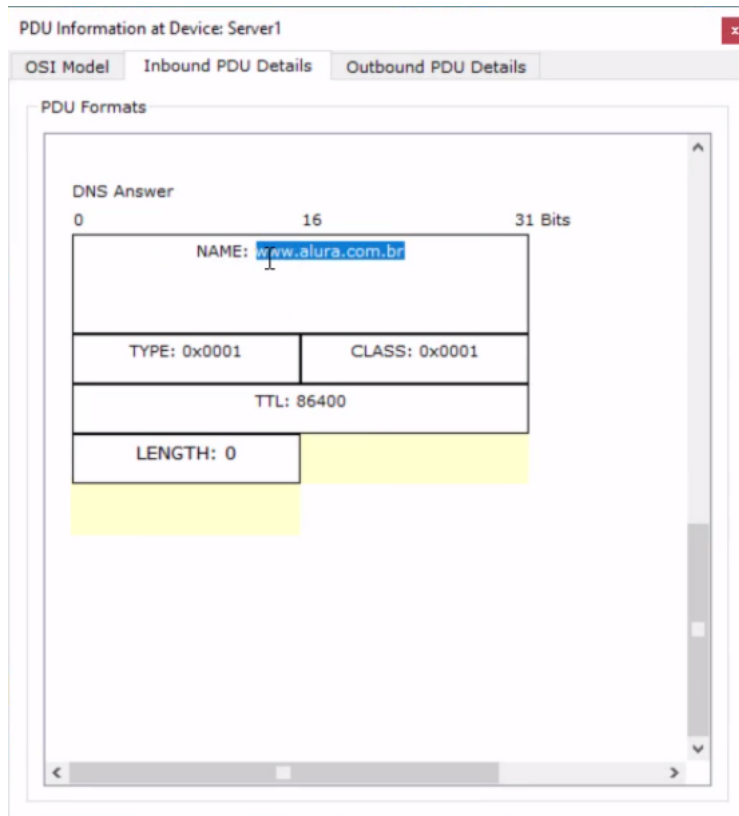 PDU Information at Device: Server1
x
OSI Model Inbound PDU Details Outbound PDU Details
PDU Formats
DNS Answer
0 16 31 Bits
NAME: www.alura.com.br
TYPE: 0x0001 CLASS: 0x0001
TTL: 86400
LENGTH: 0